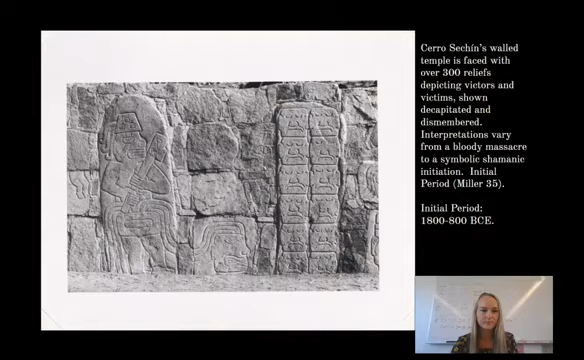 Cerro Sechín's walled
temple is faced with
over 300 reliefs
depicting victors and
victims, shown
decapitated and
dismembered.
Interpretations vary
from a bloody massacre
to a symbolic shamanic
initiation. Initial
Period (Miller 35).
Initial Period:
1800-800 BCE.